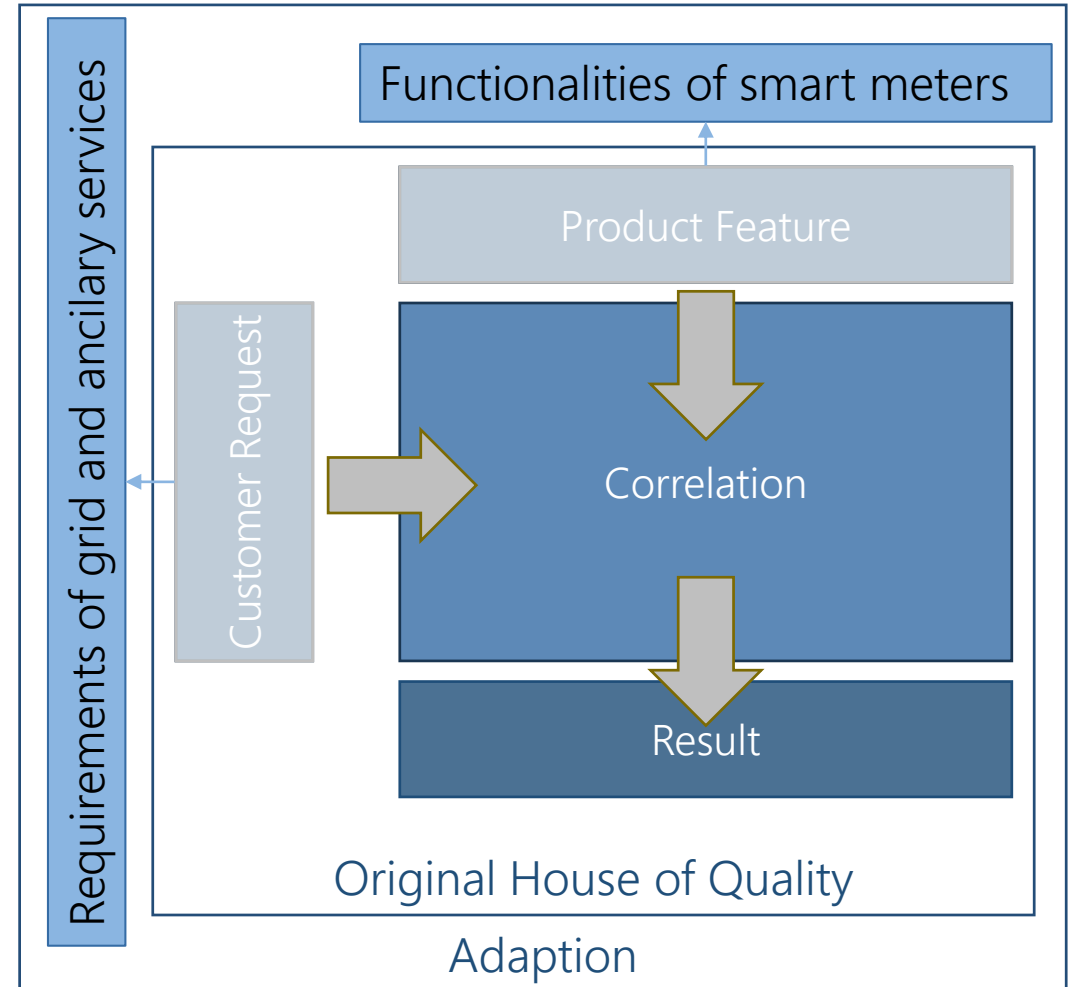 Requirements of grid and ancilary services
Functionalities of smart meters
Product Feature
Customer Request
Correlation
Result
Original House of Quality
Adaption